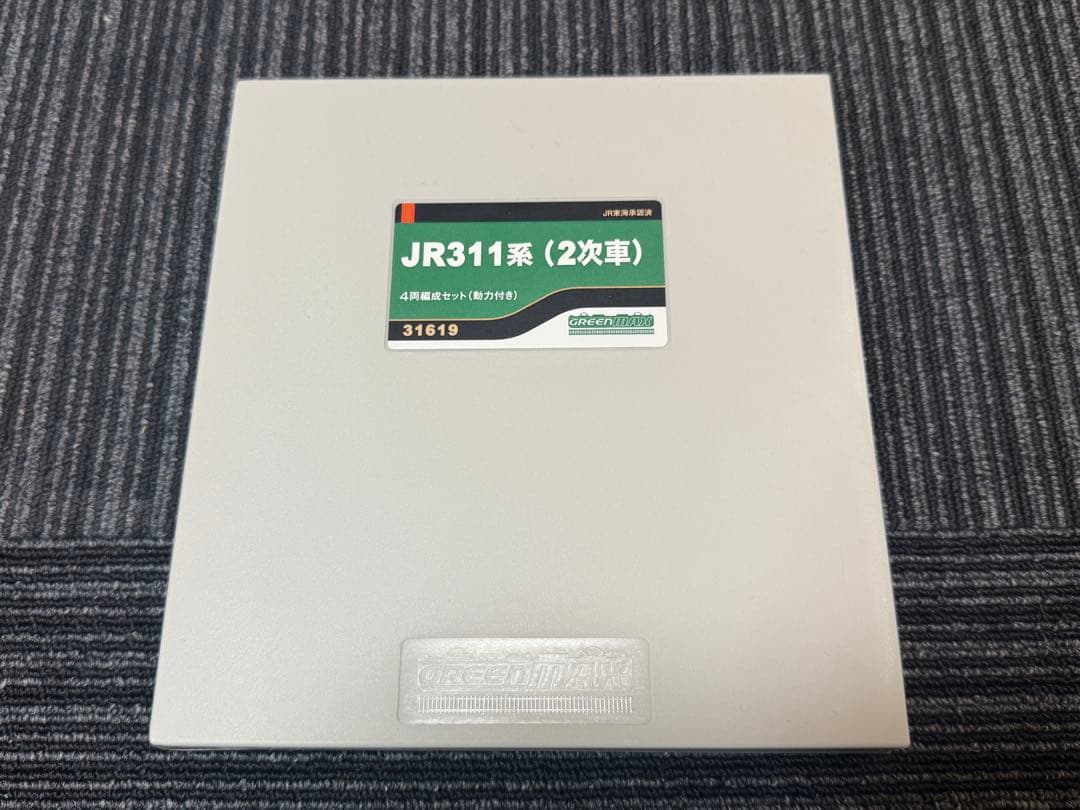 JR東海承認済
JR311系（2次車）
4両編成セット（動力付き）
31619
GREENMAX
GREENMAX